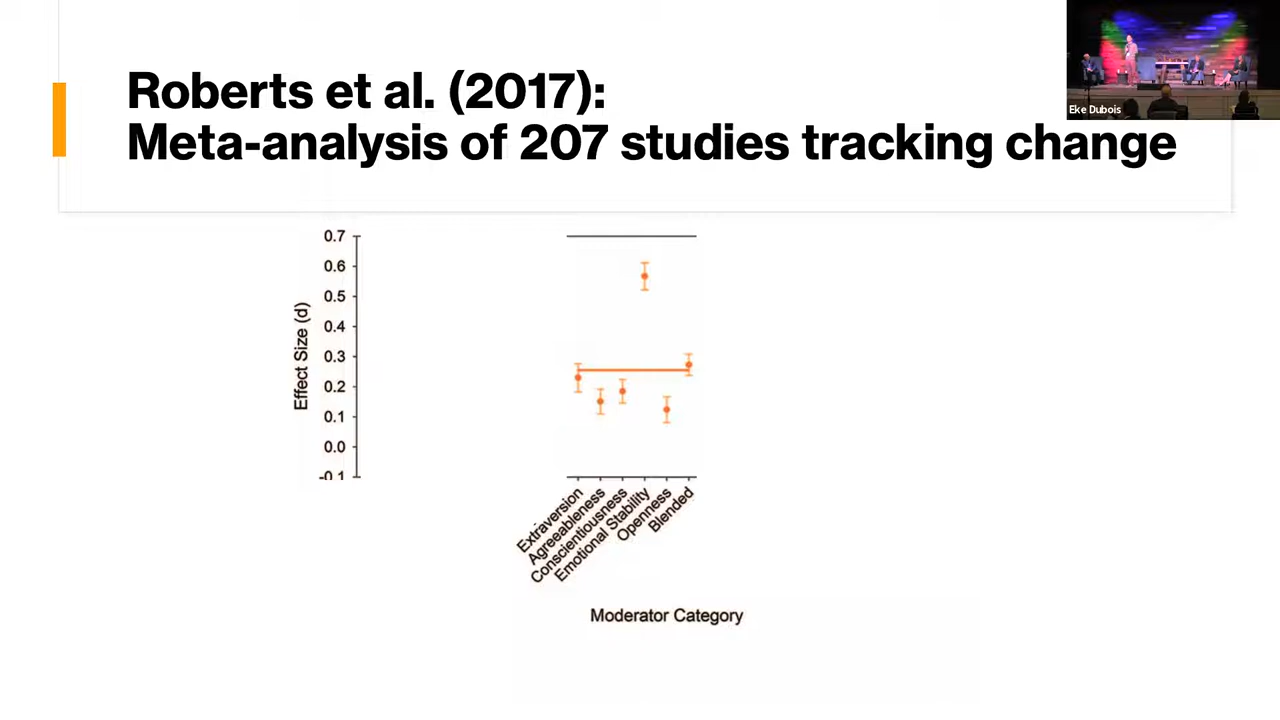 Roberts et al. (2017):
Meta-analysis of 207 studies tracking change
Eke Dubois
0.7
0.6
0.5
0.4
0.3
0.2
0.1
0.0
-0.1
Effect Size (d)
Extraversion
Agreeableness
Conscientiousness
Emotional Stability
Openness
Blended
Moderator Category